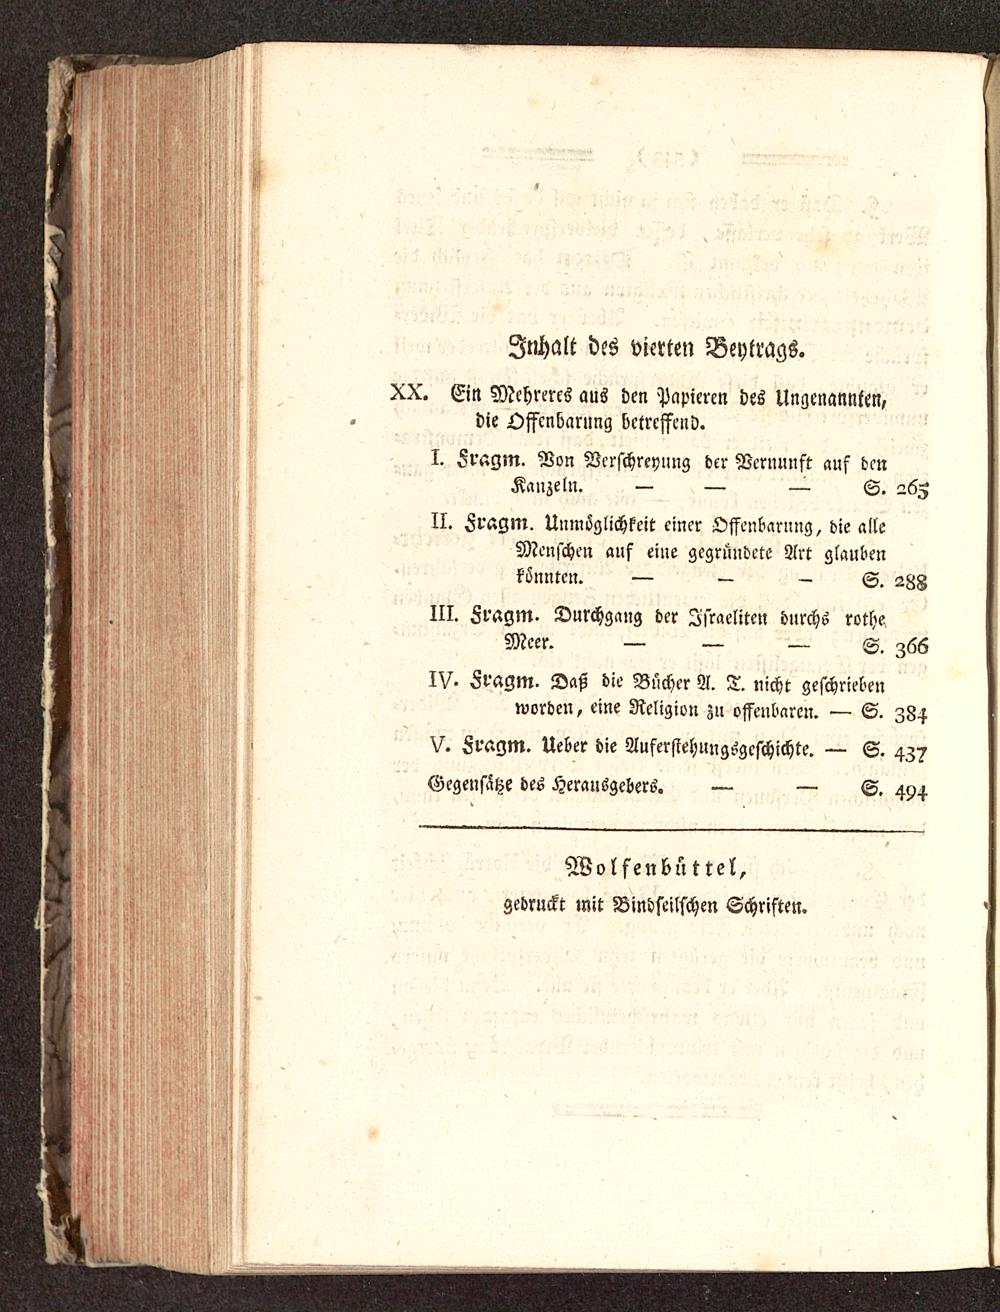 Inhalt des vierten Beytrags.
XX. Ein Mehreres aus den Papieren des Ungenannten,
die Offenbarung betreffend.
I. Fragm. Von Verschreyung der Vernunft auf den
Kanzeln. — — — S. 265
II. Fragm. Unmöglichkeit einer Offenbarung, die alle
Menschen auf eine gegründete Art glauben
könnten. — — — S. 288
III. Fragm. Durchgang der Israeliten durchs rothe
Meer. — — — S. 366
IV. Fragm. Daß die Bücher A. T. nicht geschrieben
worden, eine Religion zu offenbaren. — S. 384
V. Fragm. Ueber die Auferstehungsgeschichte. — S. 437
Gegensätze des Herausgebers. — — S. 494
Wolfenbüttel,
gedruckt mit Bindseilschen Schriften.